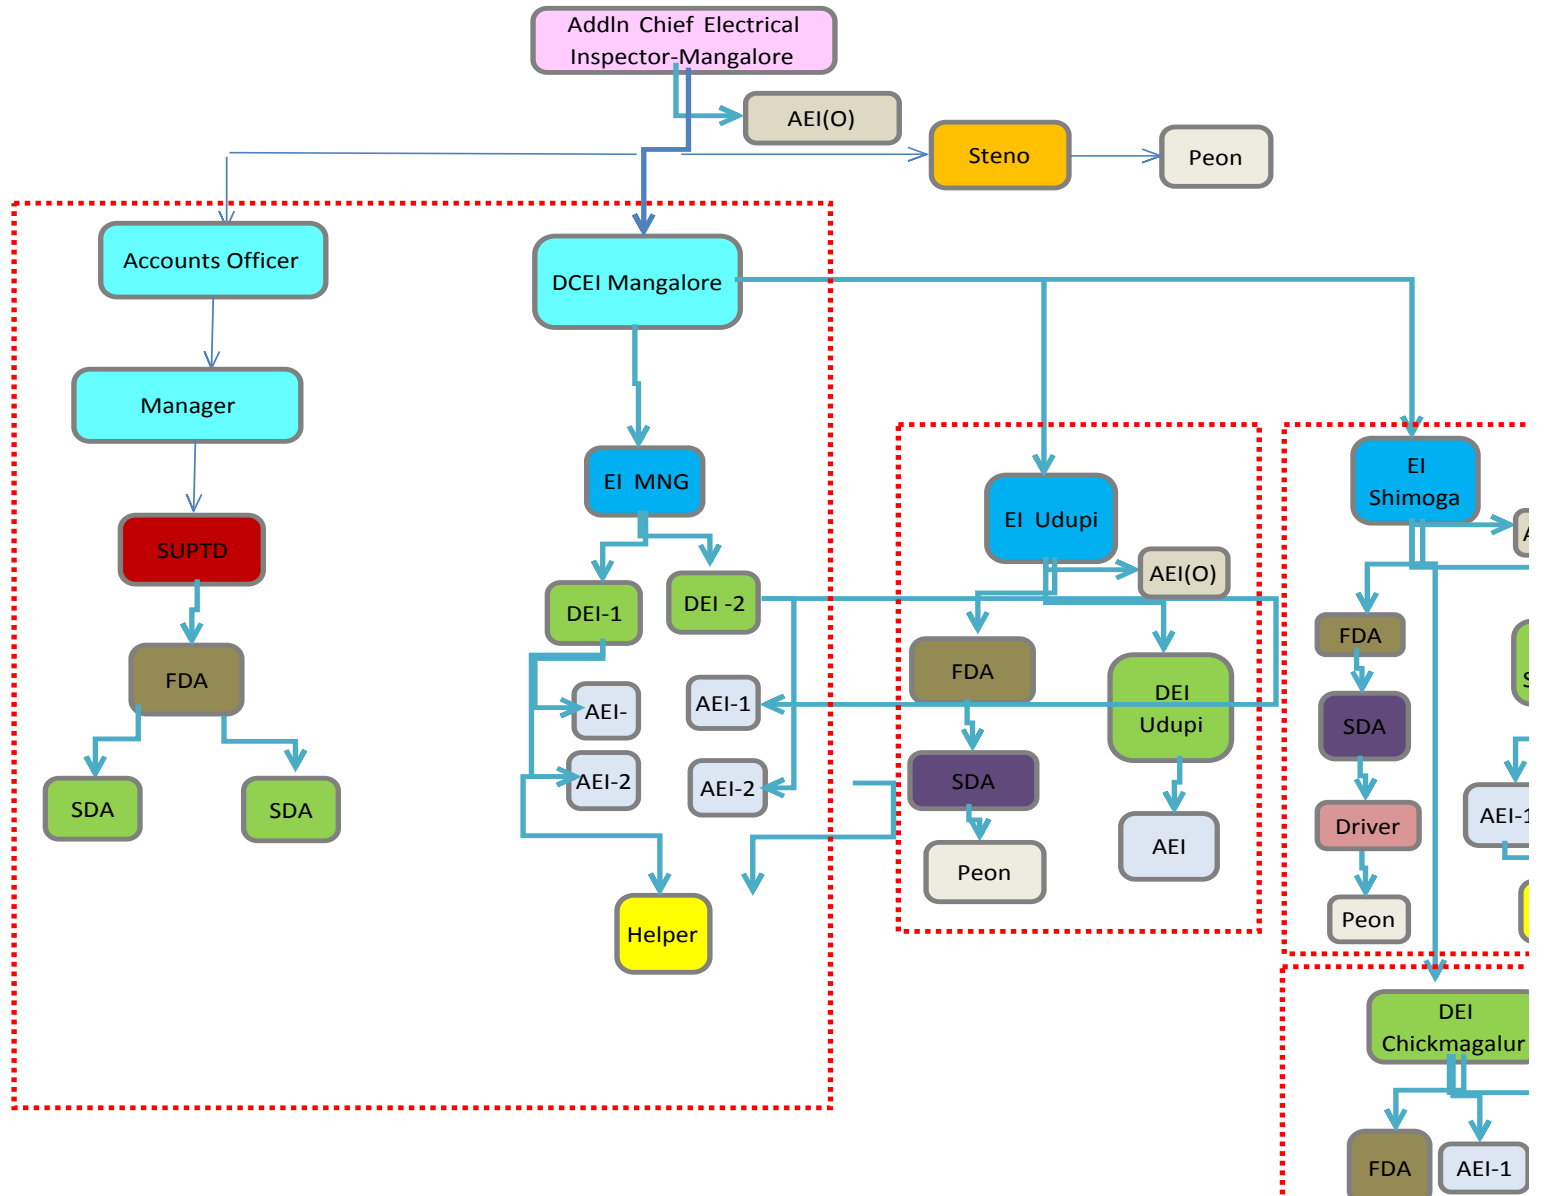 Addln Chief Electrical
Inspector-Mangalore
AEI(O)
Steno
Peon
Accounts Officer
DCEI Mangalore
Manager
EI MNG
EI Udupi
EI
Shimoga
SUPTD
AEI(O)
DEI-1
DEI -2
FDA
FDA
FDA
DEI
Udupi
AEI-
AEI-1
SDA
AEI-2
AEI-2
SDA
SDA
SDA
Driver
AEI-1
AEI
Peon
Peon
Helper
DEI
Chickmagalur
FDA
AEI-1